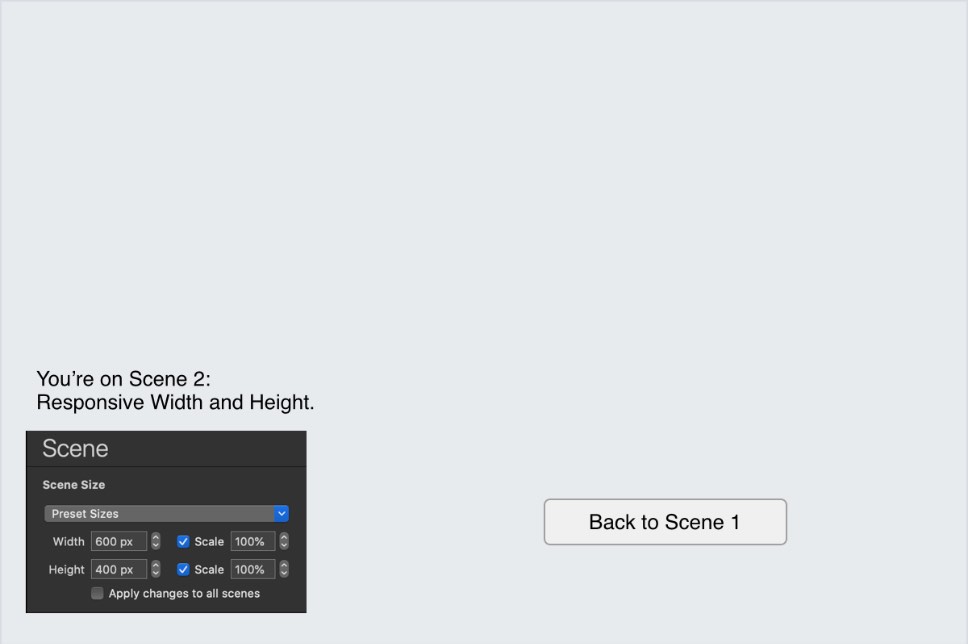 You’re on Scene 2:
Responsive Width and Height.
Scene
Scene Size
Preset Sizes
Width 600 px Scale 100%
Height 400 px Scale 100%
Apply changes to all scenes
Back to Scene 1